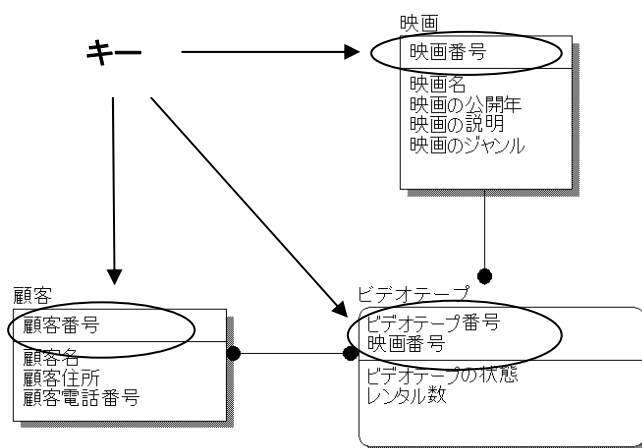 キー
映画
映画番号
映画名
映画の公開年
映画の説明
映画のジャンル
顧客
顧客番号
顧客名
顧客住所
顧客電話番号
ビデオテープ
ビデオテープ番号
映画番号
ビデオテープの状態
レンタル数